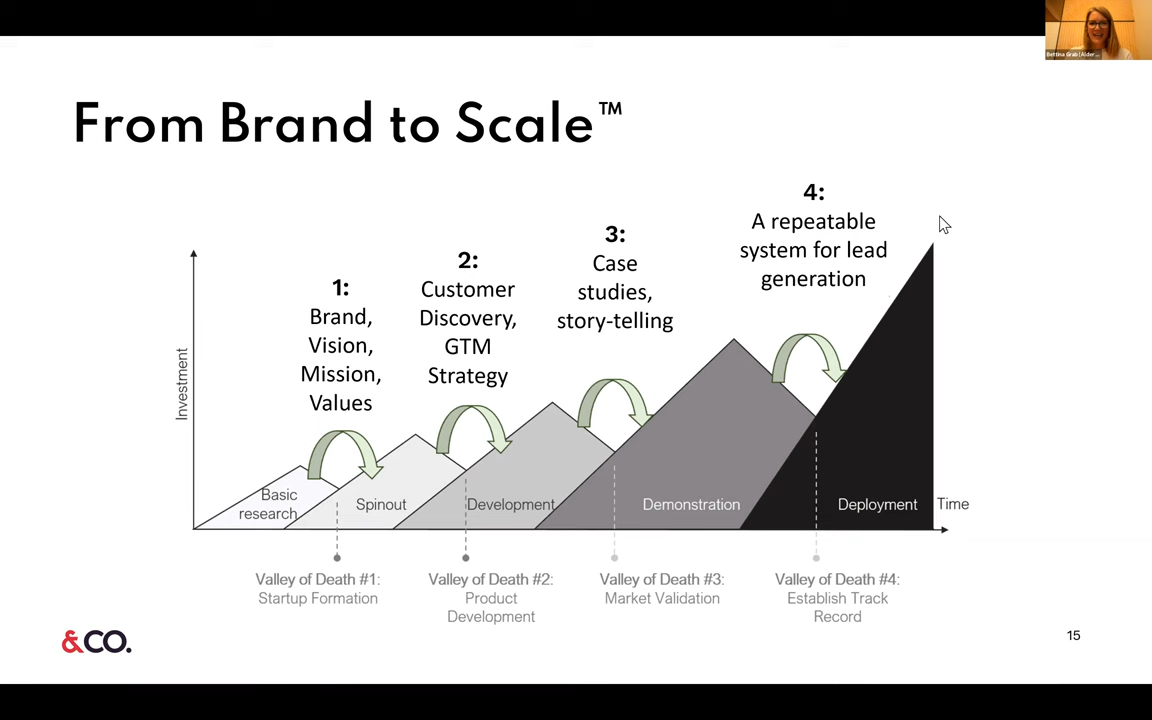 Bettina Grab | Alder...
From Brand to Scale™
4:
A repeatable
system for lead
generation
3:
Case
studies,
story-telling
2:
Customer
Discovery,
GTM
Strategy
1:
Brand,
Vision,
Mission,
Values
Investment
Basic
research
Spinout
Development
Demonstration
Deployment
Time
Valley of Death #1:
Startup Formation
Valley of Death #2:
Product
Development
Valley of Death #3:
Market Validation
Valley of Death #4:
Establish Track
Record
&CO.
15